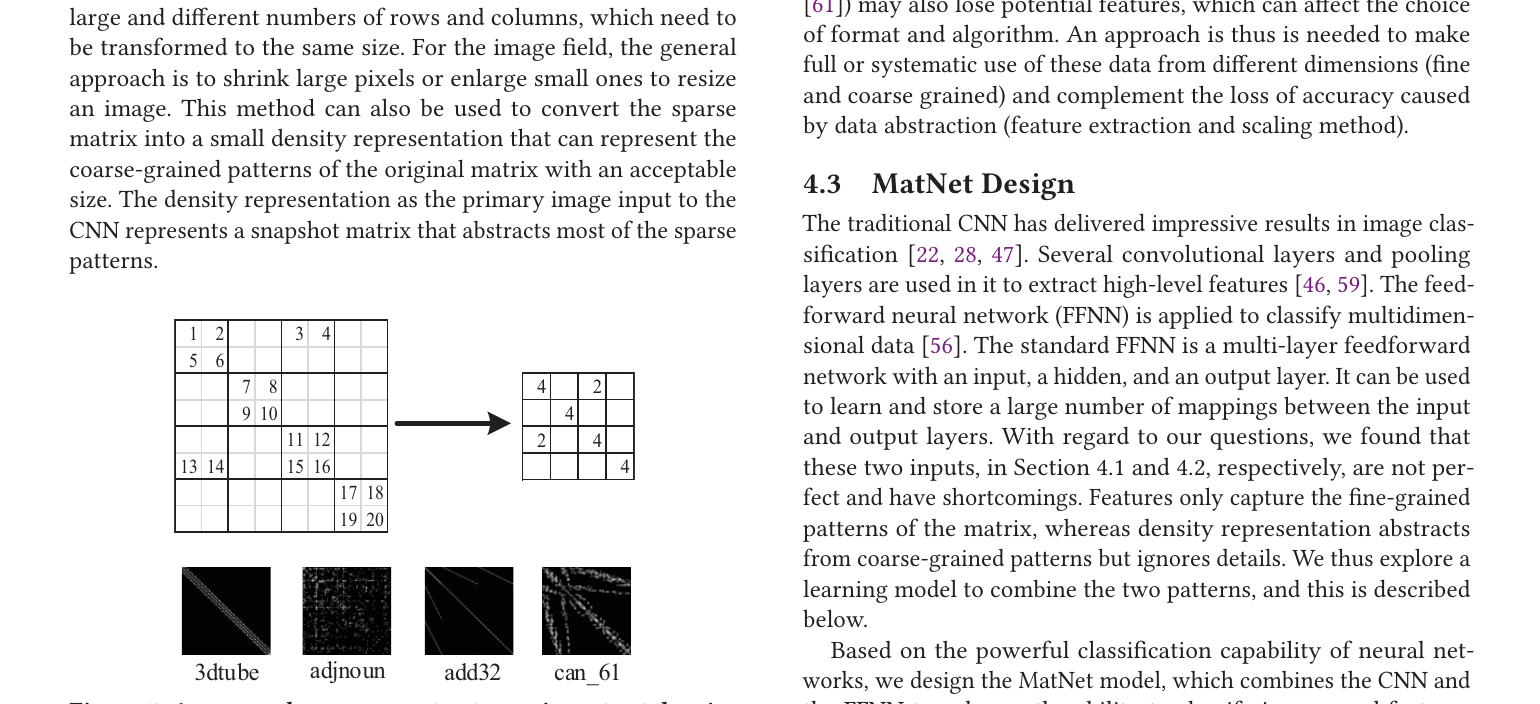 large and different numbers of rows and columns, which need to
be transformed to the same size. For the image field, the general
approach is to shrink large pixels or enlarge small ones to resize
an image. This method can also be used to convert the sparse
matrix into a small density representation that can represent the
coarse-grained patterns of the original matrix with an acceptable
size. The density representation as the primary image input to the
CNN represents a snapshot matrix that abstracts most of the sparse
patterns.
1 2 3 4
5 6
7 8
9 10
11 12
13 14 15 16
17 18
19 20
4 2
4
2 4
4
3dtube adjnoun add32 can_61
[61]) may also lose potential features, which can affect the choice
of format and algorithm. An approach is thus is needed to make
full or systematic use of these data from different dimensions (fine
and coarse grained) and complement the loss of accuracy caused
by data abstraction (feature extraction and scaling method).
4.3 MatNet Design
The traditional CNN has delivered impressive results in image clas-
sification [22, 28, 47]. Several convolutional layers and pooling
layers are used in it to extract high-level features [46, 59]. The feed-
forward neural network (FFNN) is applied to classify multidimen-
sional data [56]. The standard FFNN is a multi-layer feedforward
network with an input, a hidden, and an output layer. It can be used
to learn and store a large number of mappings between the input
and output layers. With regard to our questions, we found that
these two inputs, in Section 4.1 and 4.2, respectively, are not per-
fect and have shortcomings. Features only capture the fine-grained
patterns of the matrix, whereas density representation abstracts
from coarse-grained patterns but ignores details. We thus explore a
learning model to combine the two patterns, and this is described
below.
Based on the powerful classification capability of neural net-
works, we design the MatNet model, which combines the CNN and